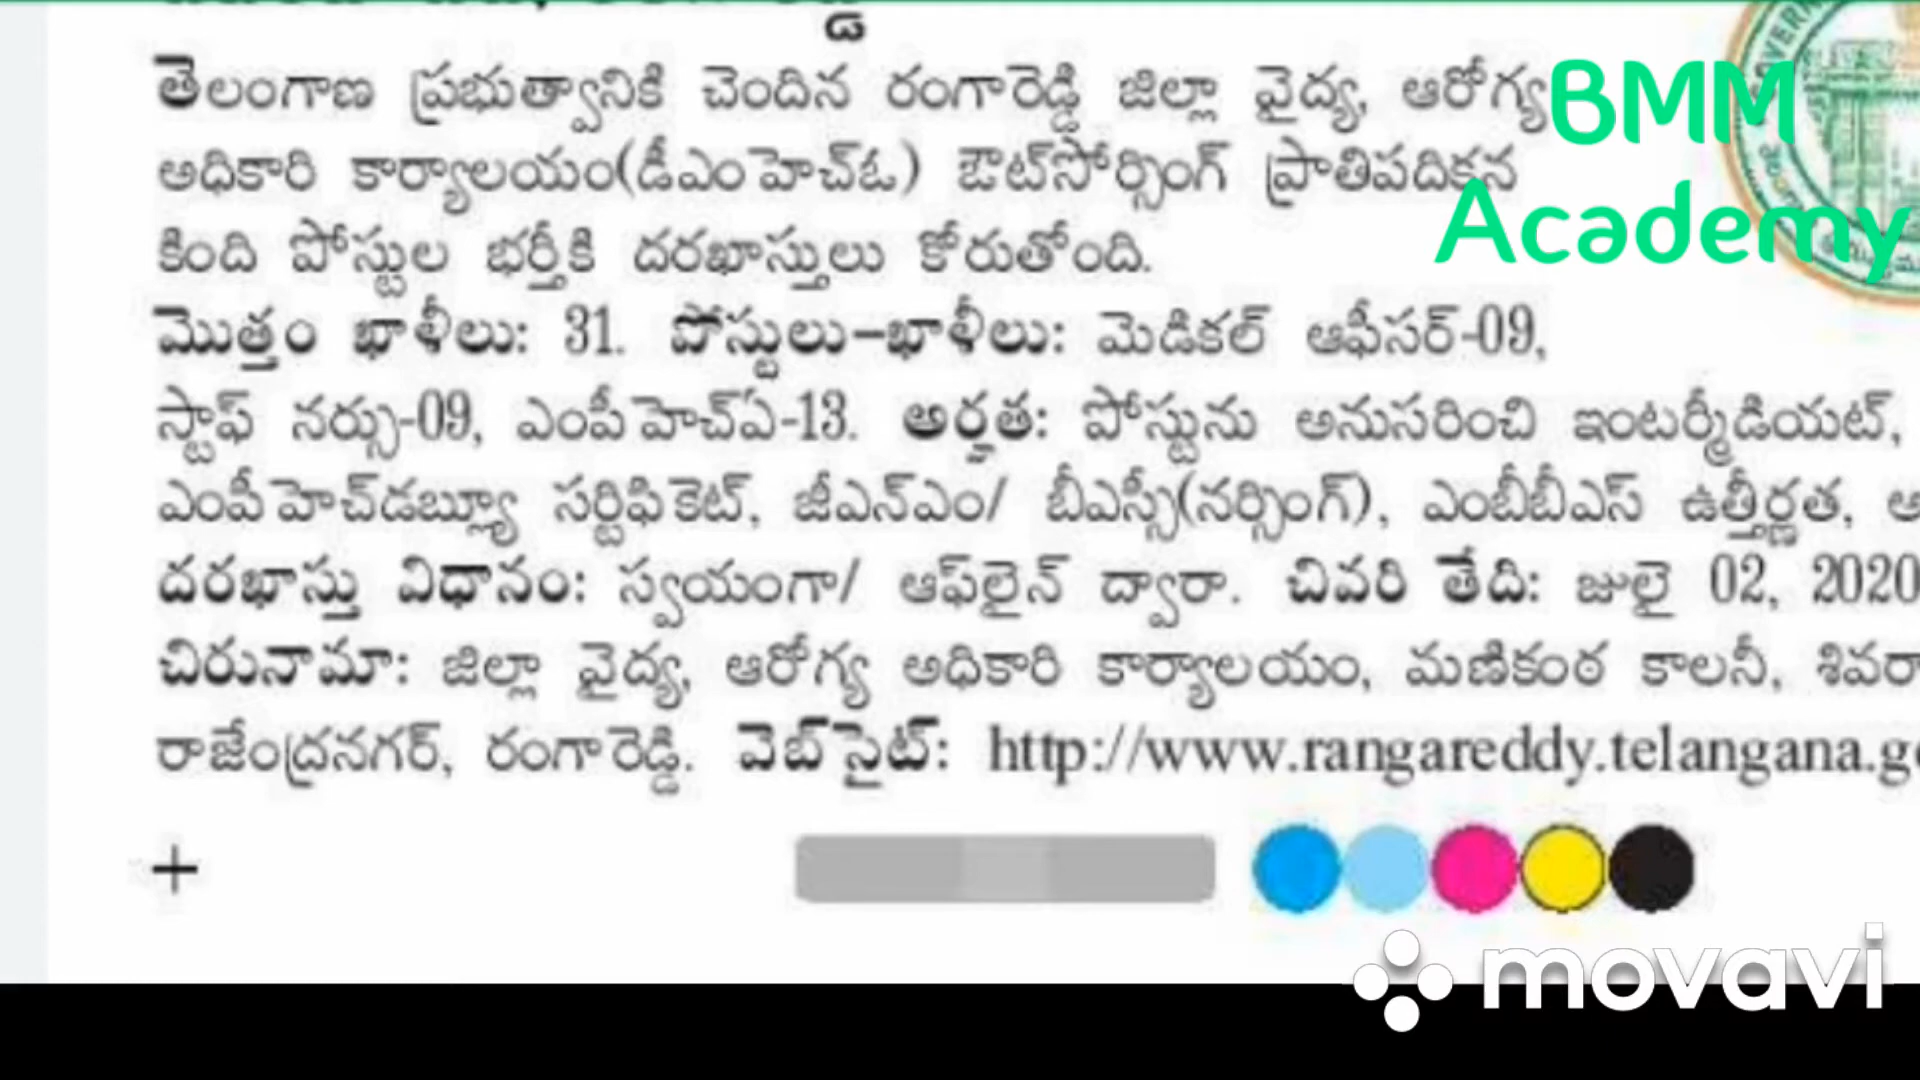 తెలంగాణ ప్రభుత్వానికి చెందిన రంగారెడ్డి జిల్లా వైద్య, ఆరోగ్య
అధికారి కార్యాలయం(డీఎంహెచ్ఓ) ఔట్‌సోర్సింగ్ ప్రాతిపదికన
కింది పోస్టుల భర్తీకి దరఖాస్తులు కోరుతోంది.
మొత్తం ఖాళీలు: 31. పోస్టులు-ఖాళీలు: మెడికల్ ఆఫీసర్-09,
స్టాఫ్ నర్సు-09, ఎంపీహెచ్ఏ-13. అర్హత: పోస్టును అనుసరించి ఇంటర్మీడియట్,
ఎంపీహెచ్‌డబ్ల్యూ సర్టిఫికెట్, జీఎన్ఎం/ బీఎస్సీ(నర్సింగ్), ఎంబీబీఎస్ ఉత్తీర్ణత,
దరఖాస్తు విధానం: స్వయంగా/ ఆఫ్‌లైన్ ద్వారా. చివరి తేది: జులై 02, 2020
చిరునామా: జిల్లా వైద్య, ఆరోగ్య అధికారి కార్యాలయం, మణికంఠ కాలనీ,
రాజేంద్రనగర్, రంగారెడ్డి. వెబ్‌సైట్: http://www.rangareddy.telangana.g
BMM
Academy
movavi